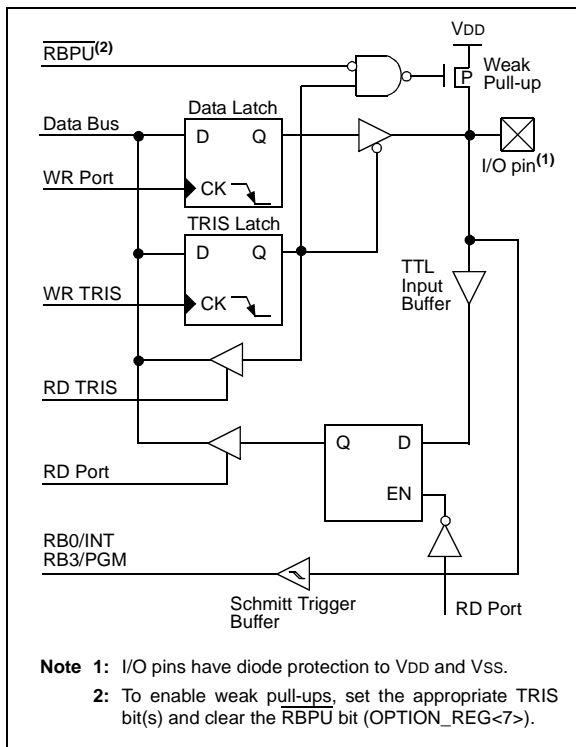 VDD
RBPU(2)
Weak
Pull-up
P
Data Latch
Data Bus
D Q
I/O pin(1)
WR Port
CK
TRIS Latch
D Q
TTL
Input
Buffer
WR TRIS
CK
RD TRIS
Q D
RD Port
EN
RB0/INT
RB3/PGM
Schmitt Trigger
Buffer
RD Port
Note 1: I/O pins have diode protection to VDD and VSS.
2: To enable weak pull-ups, set the appropriate TRIS
bit(s) and clear the RBPU bit (OPTION_REG<7>).